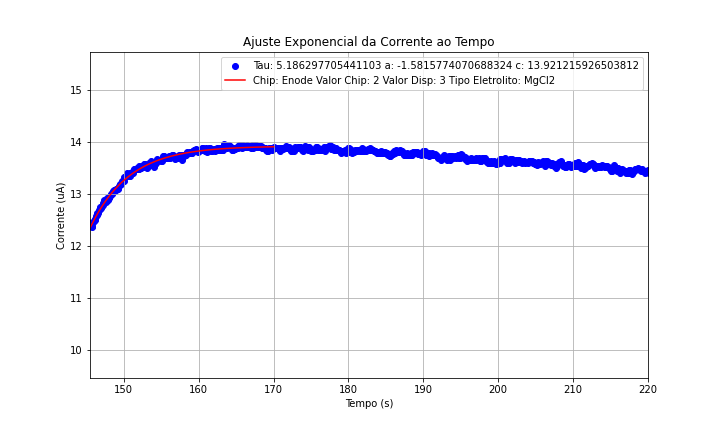 Ajuste Exponencial da Corrente ao Tempo
Tau: 5.186297705441103 a: -1.5815774070688324 c: 13.921215926503812
Chip: Enode Valor Chip: 2 Valor Disp: 3 Tipo Eletrolito: MgCl2
15
14
13
12
11
10
Corrente (uA)
150 160 170 180 190 200 210 220
Tempo (s)